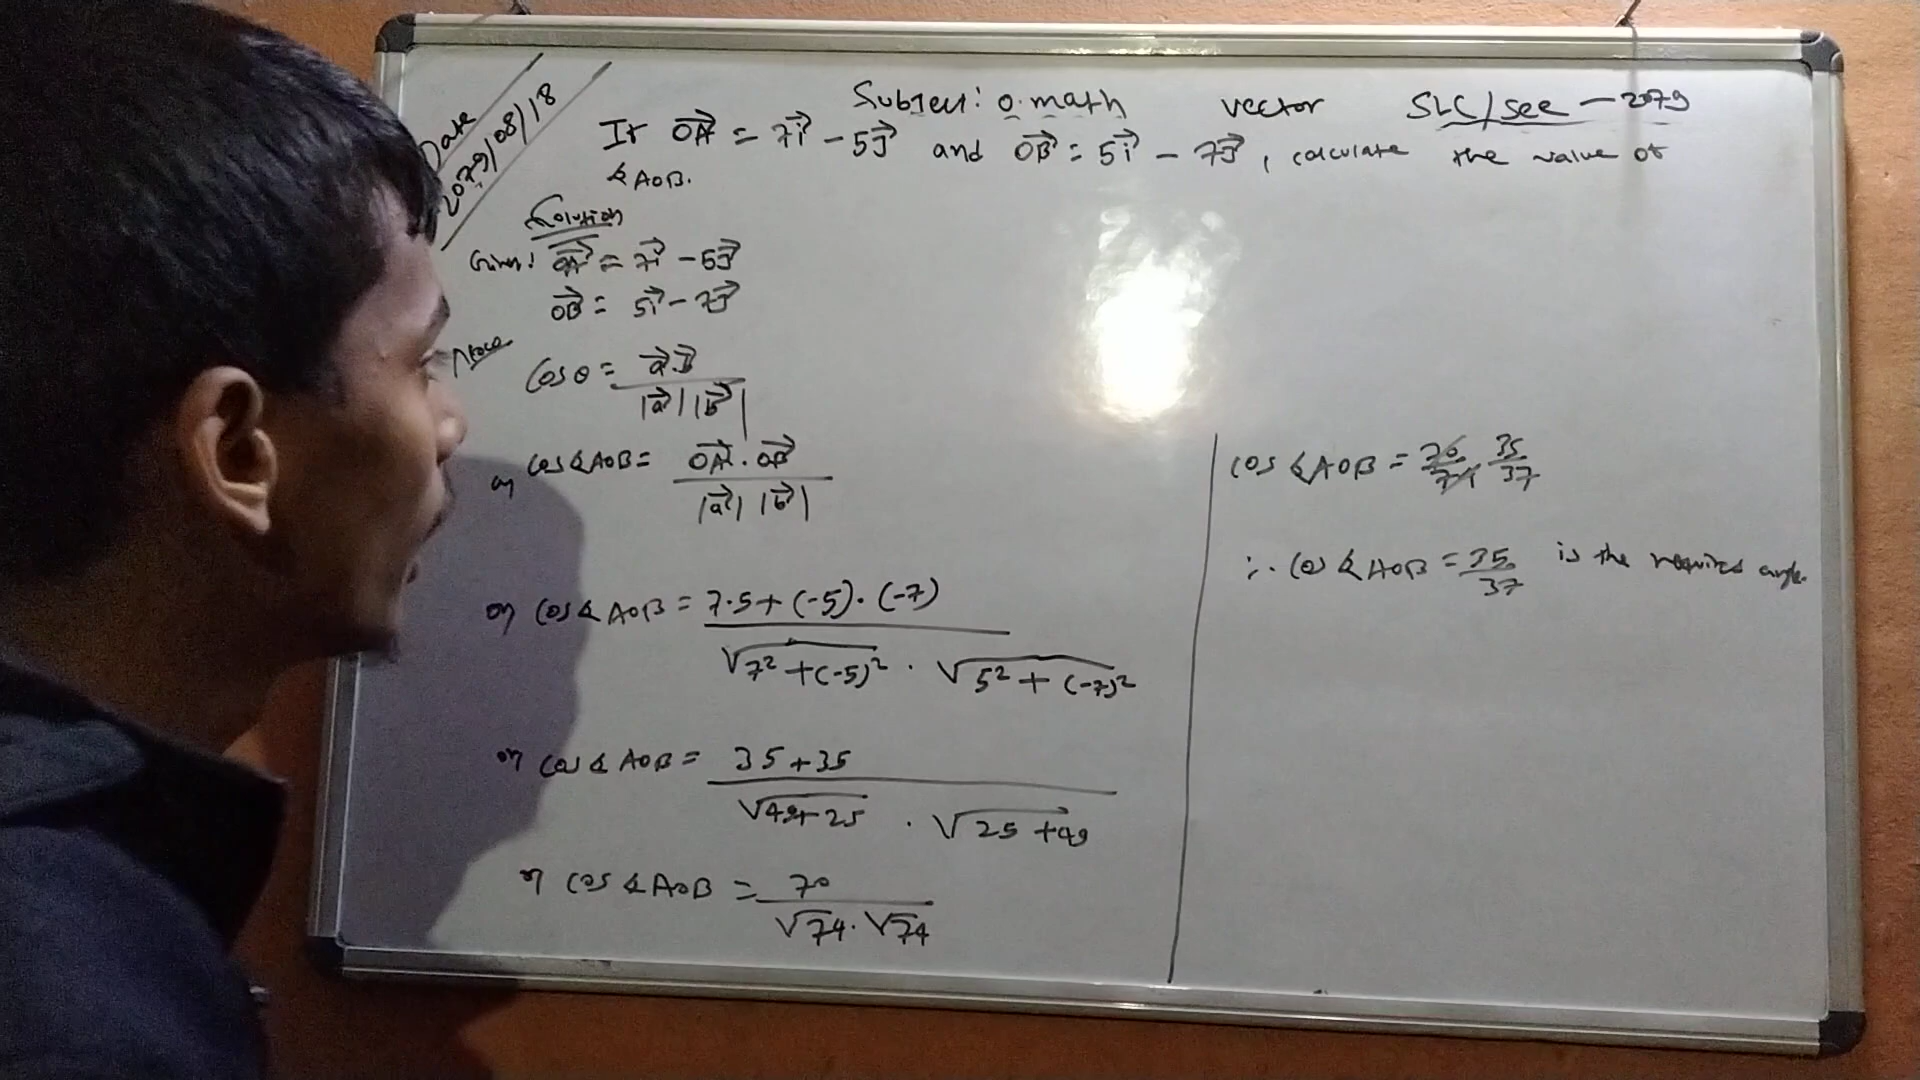 Date
2079/08/18
Subject: O.math vector SLC/see - 2079
If OA⃗ = 7i⃗ - 5j⃗ and OB⃗ = 5i⃗ - 7j⃗, calculate the value of
∡AOB.
Solution
Given: OA⃗ = 7i⃗ - 5j⃗
OB⃗ = 5i⃗ - 7j⃗
Cosθ = a⃗.b⃗ / |a⃗| |b⃗|
or cos∡AOB = OA⃗.OB⃗ / |a⃗| |b⃗|
or cos∡AOB = 7.5+(-5).(-7) / √7²+(-5)² . √5²+(-7)²
or cos∡AOB = 35+35 / √49+25 . √25+49
or cos∡AOB = 70 / √74.√74
cos∡AOB = 70/74 35/37
∴ cos∡AOB = 35/37 is the required angle.